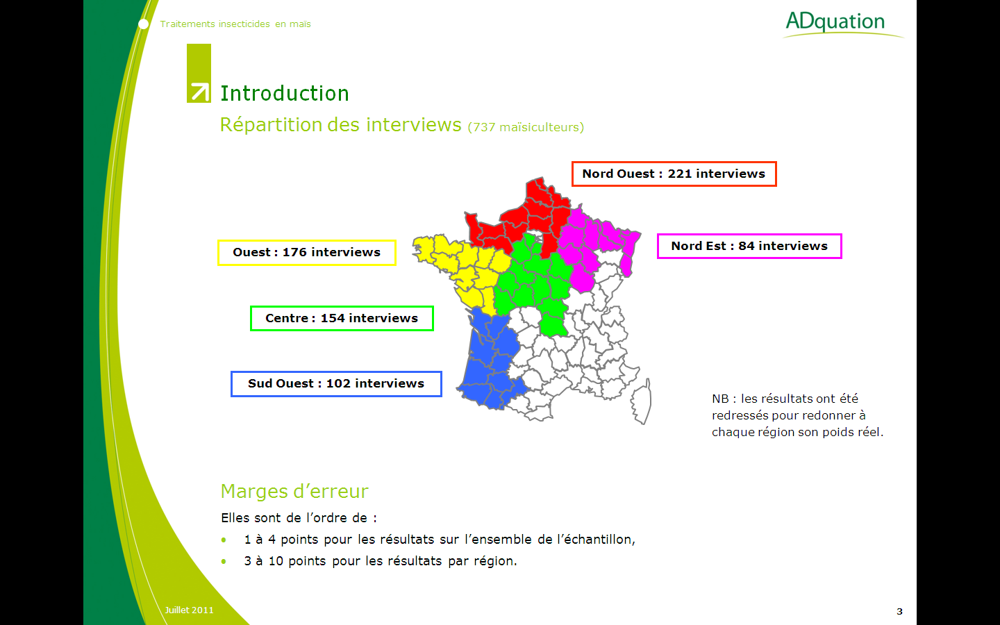 Traitements insecticides en maïs
ADquation
Introduction
Répartition des interviews (737 maïsiculteurs)
Nord Ouest : 221 interviews
Ouest : 176 interviews
Nord Est : 84 interviews
Centre : 154 interviews
Sud Ouest : 102 interviews
NB : les résultats ont été
redressés pour redonner à
chaque région son poids réel.
Marges d’erreur
Elles sont de l’ordre de :
• 1 à 4 points pour les résultats sur l’ensemble de l’échantillon,
• 3 à 10 points pour les résultats par région.
Juillet 2011
3